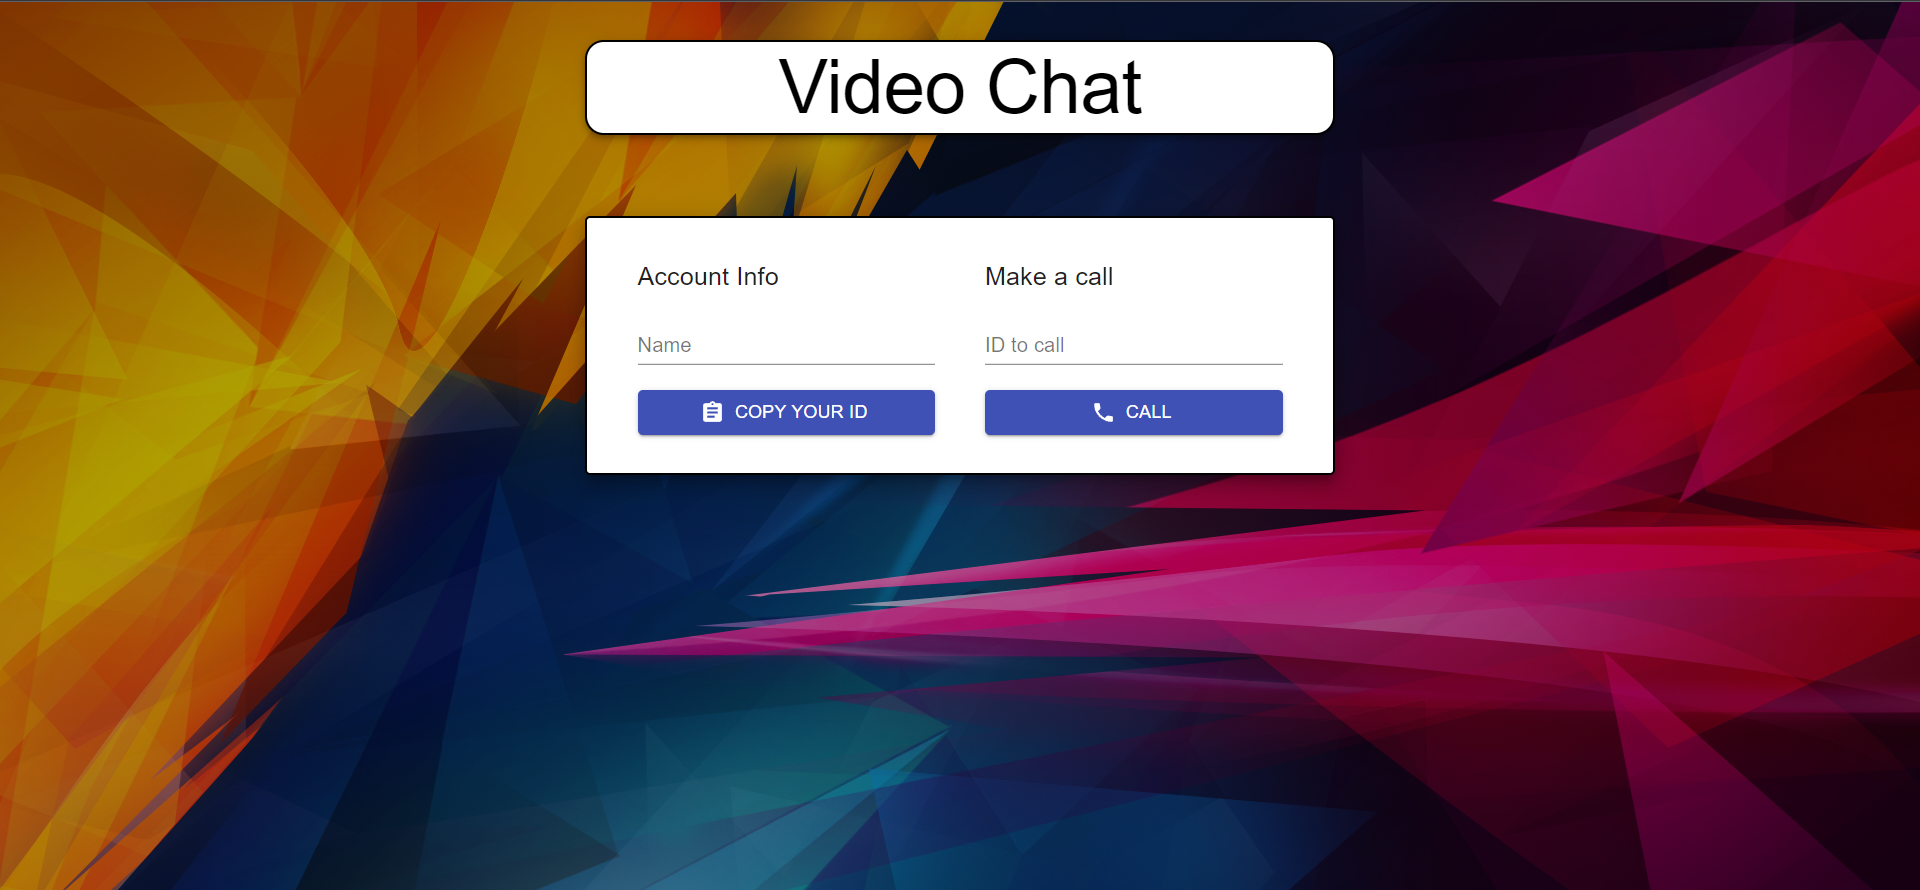 Video Chat
Account Info
Name
COPY YOUR ID
Make a call
ID to call
CALL